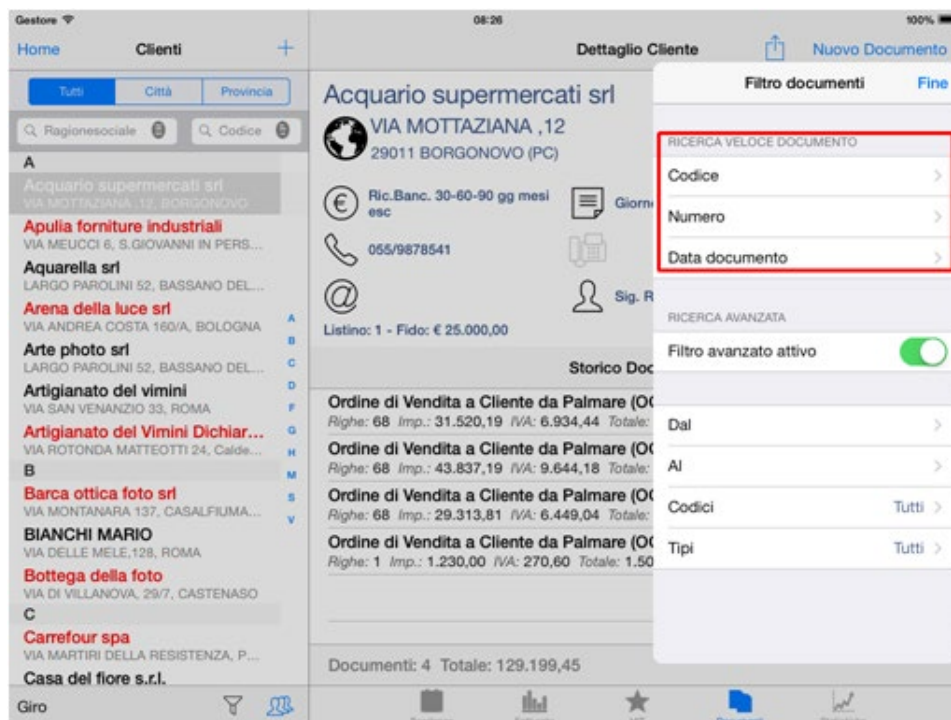 Gestore
08:26
100%
Home
Clienti
+
Dettaglio Cliente
Nuovo Documento
Tutti
Città
Provincia
Ragionesociale
Codice
A
Acquario supermercati srl
VIA MOTTAZIANA ,12, BORGONOVO
Apulia forniture industriali
VIA MEUCCI 6, S.GIOVANNI IN PERS...
Aquarella srl
LARGO PAROLINI 52, BASSANO DEL...
Arena della luce srl
VIA ANDREA COSTA 160/A, BOLOGNA
Arte photo srl
LARGO PAROLINI 52, BASSANO DEL...
Artigianato del vimini
VIA SAN VENANZIO 33, ROMA
Artigianato del Vimini Dichiar...
VIA ROTONDA MATTEOTTI 24, Calde...
B
Barca ottica foto srl
VIA MONTANARA 137, CASALFIUMA...
BIANCHI MARIO
VIA DELLE MELE,128, ROMA
Bottega della foto
VIA DI VILLANOVA, 29/7, CASTENASO
C
Carrefour spa
VIA MARTIRI DELLA RESISTENZA, P...
Casa del fiore s.r.l.
Giro
A
B
C
D
F
G
H
M
S
V
Acquario supermercati srl
VIA MOTTAZIANA ,12
29011 BORGONOVO (PC)
Ric.Banc. 30-60-90 gg mesi
esc
Giorn
055/9878541
Sig. R
Listino: 1 - Fido: € 25.000,00
Storico Doc
Ordine di Vendita a Cliente da Palmare (OC
Righe: 68 Imp.: 31.520,19 IVA: 6.934,44 Totale:
Ordine di Vendita a Cliente da Palmare (OC
Righe: 68 Imp.: 43.837,19 IVA: 9.644,18 Totale:
Ordine di Vendita a Cliente da Palmare (OC
Righe: 68 Imp.: 29.313,81 IVA: 6.449,04 Totale:
Ordine di Vendita a Cliente da Palmare (OC
Righe: 1 Imp.: 1.230,00 IVA: 270,60 Totale: 1.50
Documenti: 4 Totale: 129.199,45
Filtro documenti
Fine
RICERCA VELOCE DOCUMENTO
Codice
Numero
Data documento
RICERCA AVANZATA
Filtro avanzato attivo
Dal
Al
Codici Tutti
Tipi Tutti